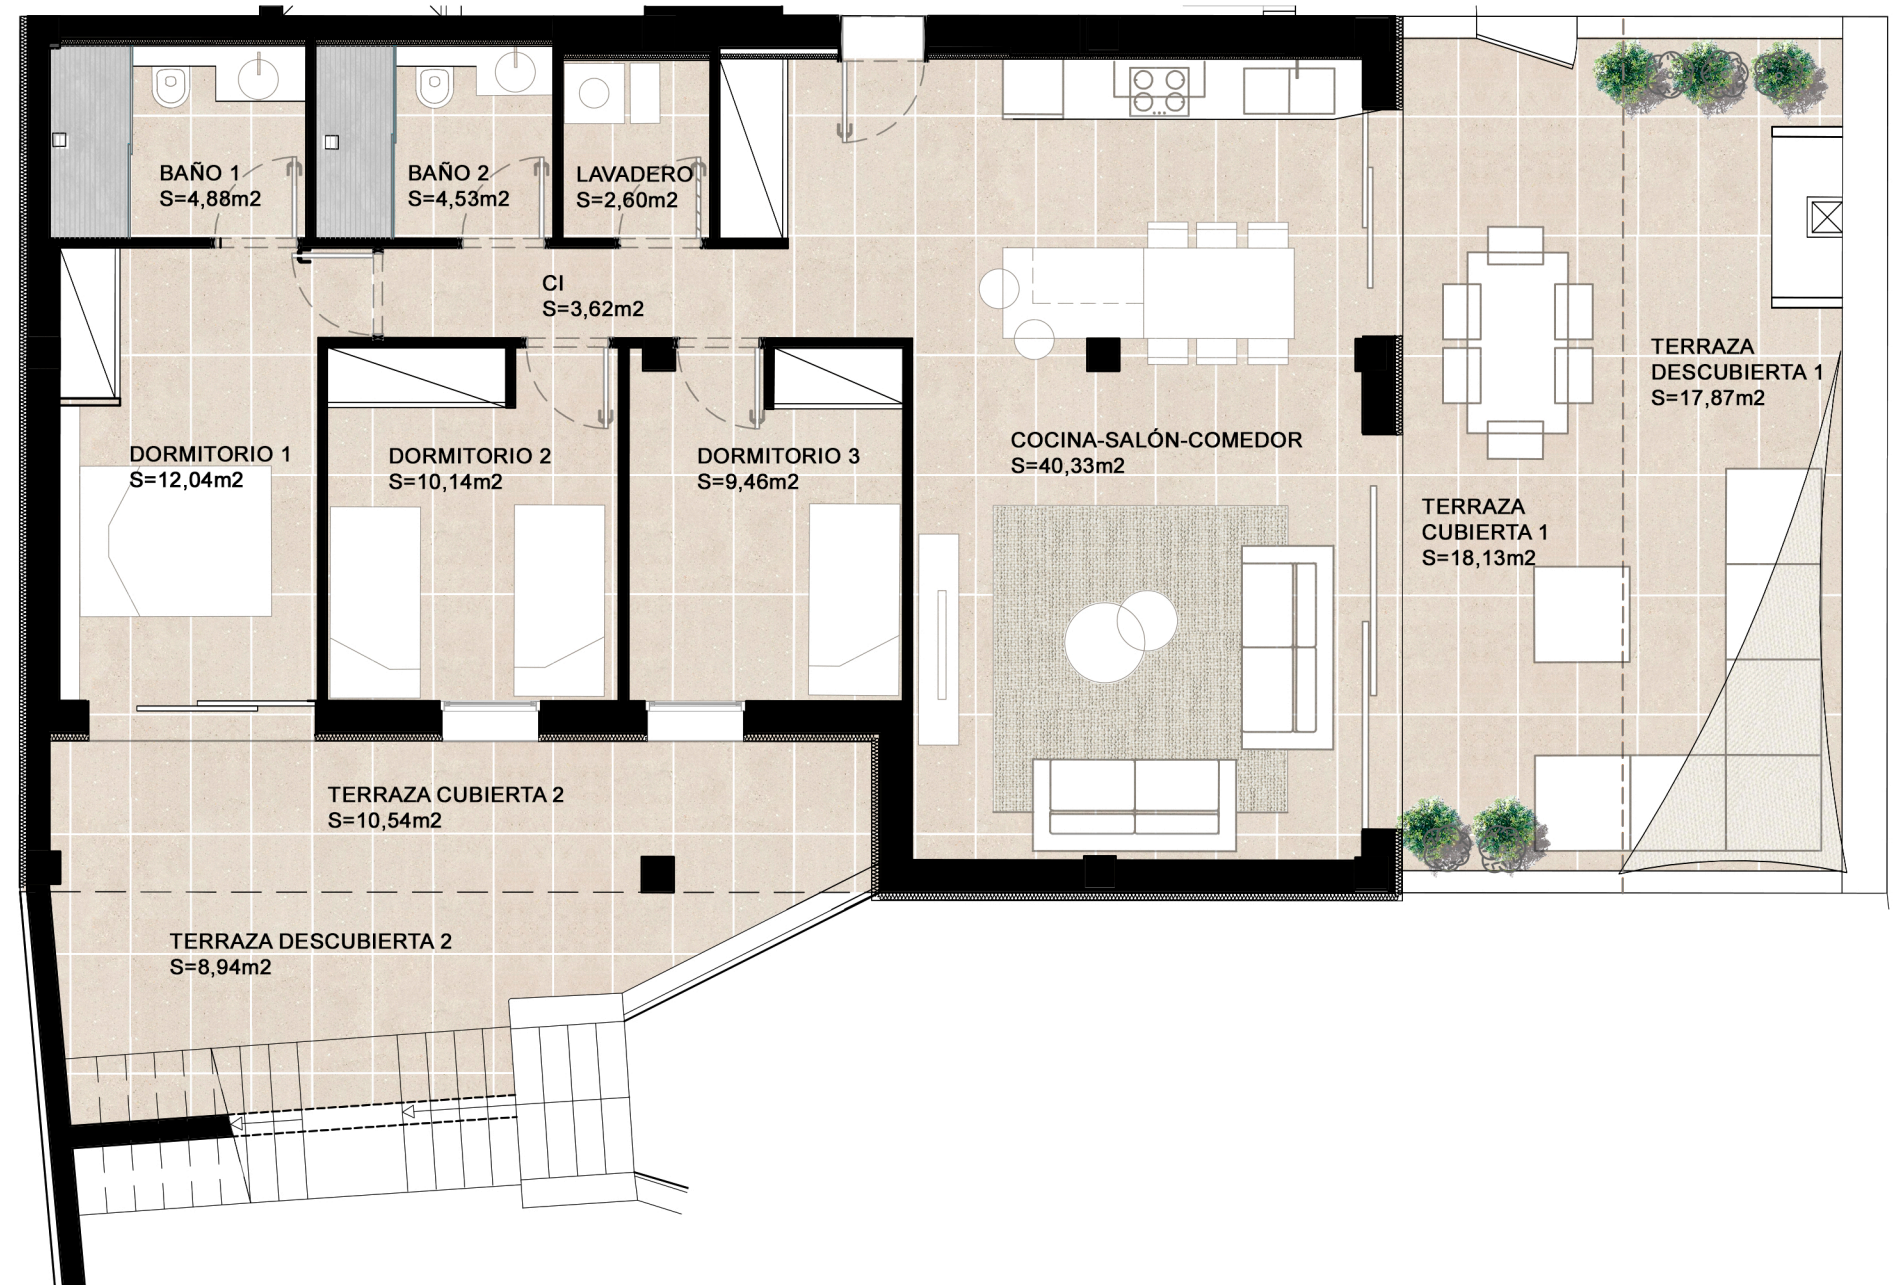 BAÑO 1
S=4,88m2
BAÑO 2
S=4,53m2
LAVADERO
S=2,60m2
CI
S=3,62m2
TERRAZA
DESCUBIERTA 1
S=17,87m2
DORMITORIO 1
S=12,04m2
DORMITORIO 2
S=10,14m2
DORMITORIO 3
S=9,46m2
COCINA-SALÓN-COMEDOR
S=40,33m2
TERRAZA
CUBIERTA 1
S=18,13m2
TERRAZA CUBIERTA 2
S=10,54m2
TERRAZA DESCUBIERTA 2
S=8,94m2